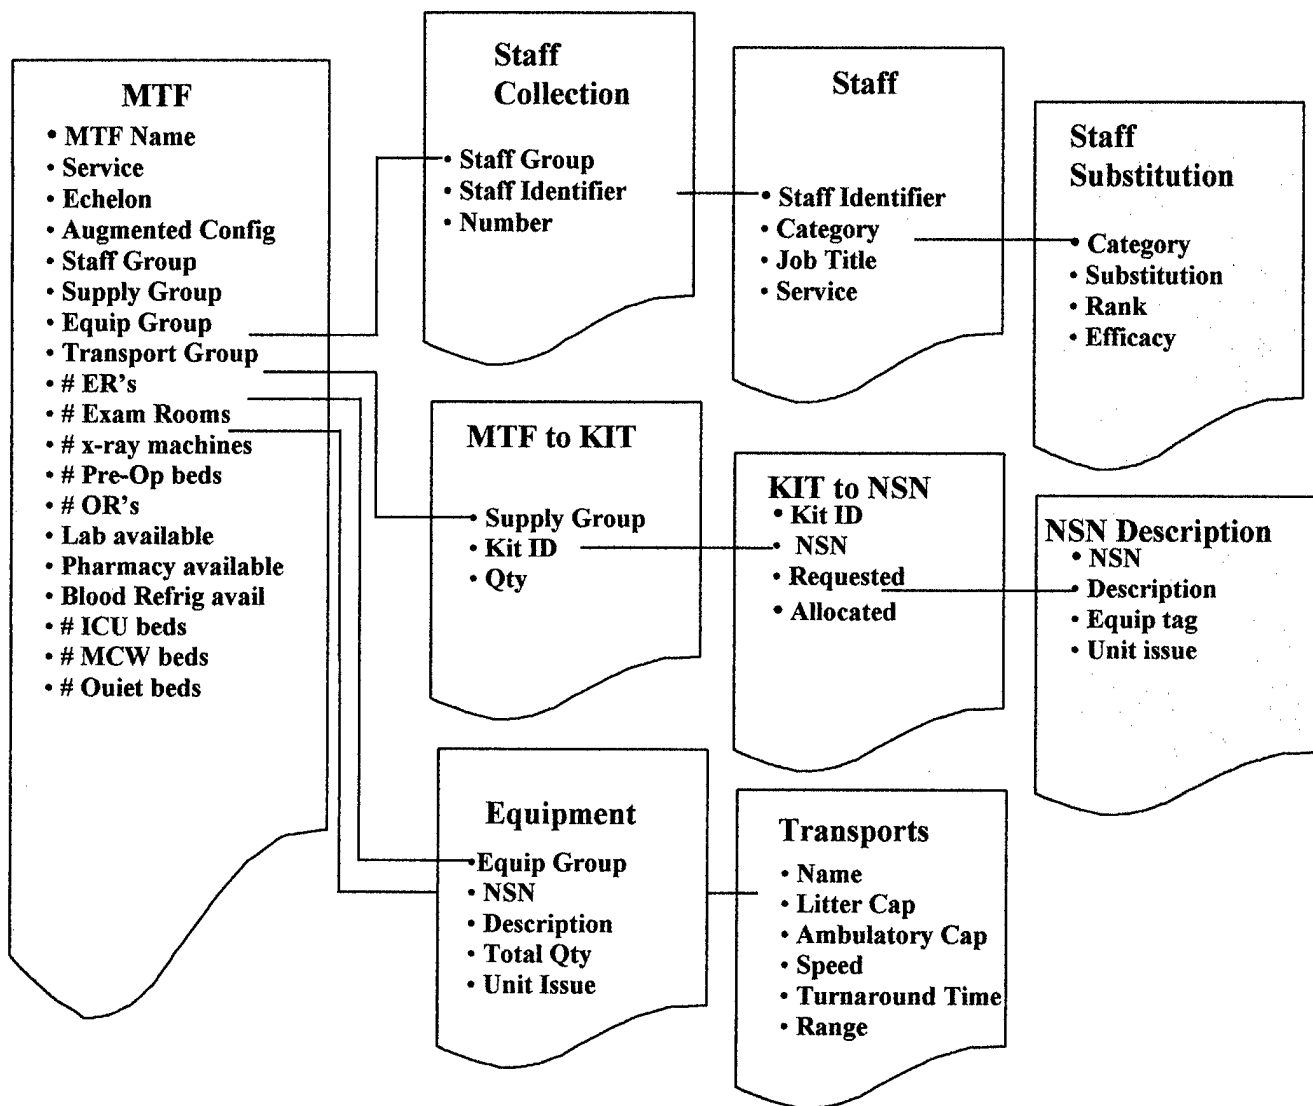 MTF
• MTF Name
• Service
• Echelon
• Augmented Config
• Staff Group
• Supply Group
• Equip Group
• Transport Group
• # ER's
• # Exam Rooms
• # x-ray machines
• # Pre-Op beds
• # OR's
• Lab available
• Pharmacy available
• Blood Refrig avail
• # ICU beds
• # MCW beds
• # Ouiet beds
Staff
Collection
• Staff Group
• Staff Identifier
• Number
Staff
• Staff Identifier
• Category
• Job Title
• Service
Staff
Substitution
• Category
• Substitution
• Rank
• Efficacy
MTF to KIT
• Supply Group
• Kit ID
• Qty
KIT to NSN
• Kit ID
• NSN
• Requested
• Allocated
NSN Description
• NSN
• Description
• Equip tag
• Unit issue
Equipment
•Equip Group
• NSN
• Description
• Total Qty
• Unit Issue
Transports
• Name
• Litter Cap
• Ambulatory Cap
• Speed
• Turnaround Time
• Range